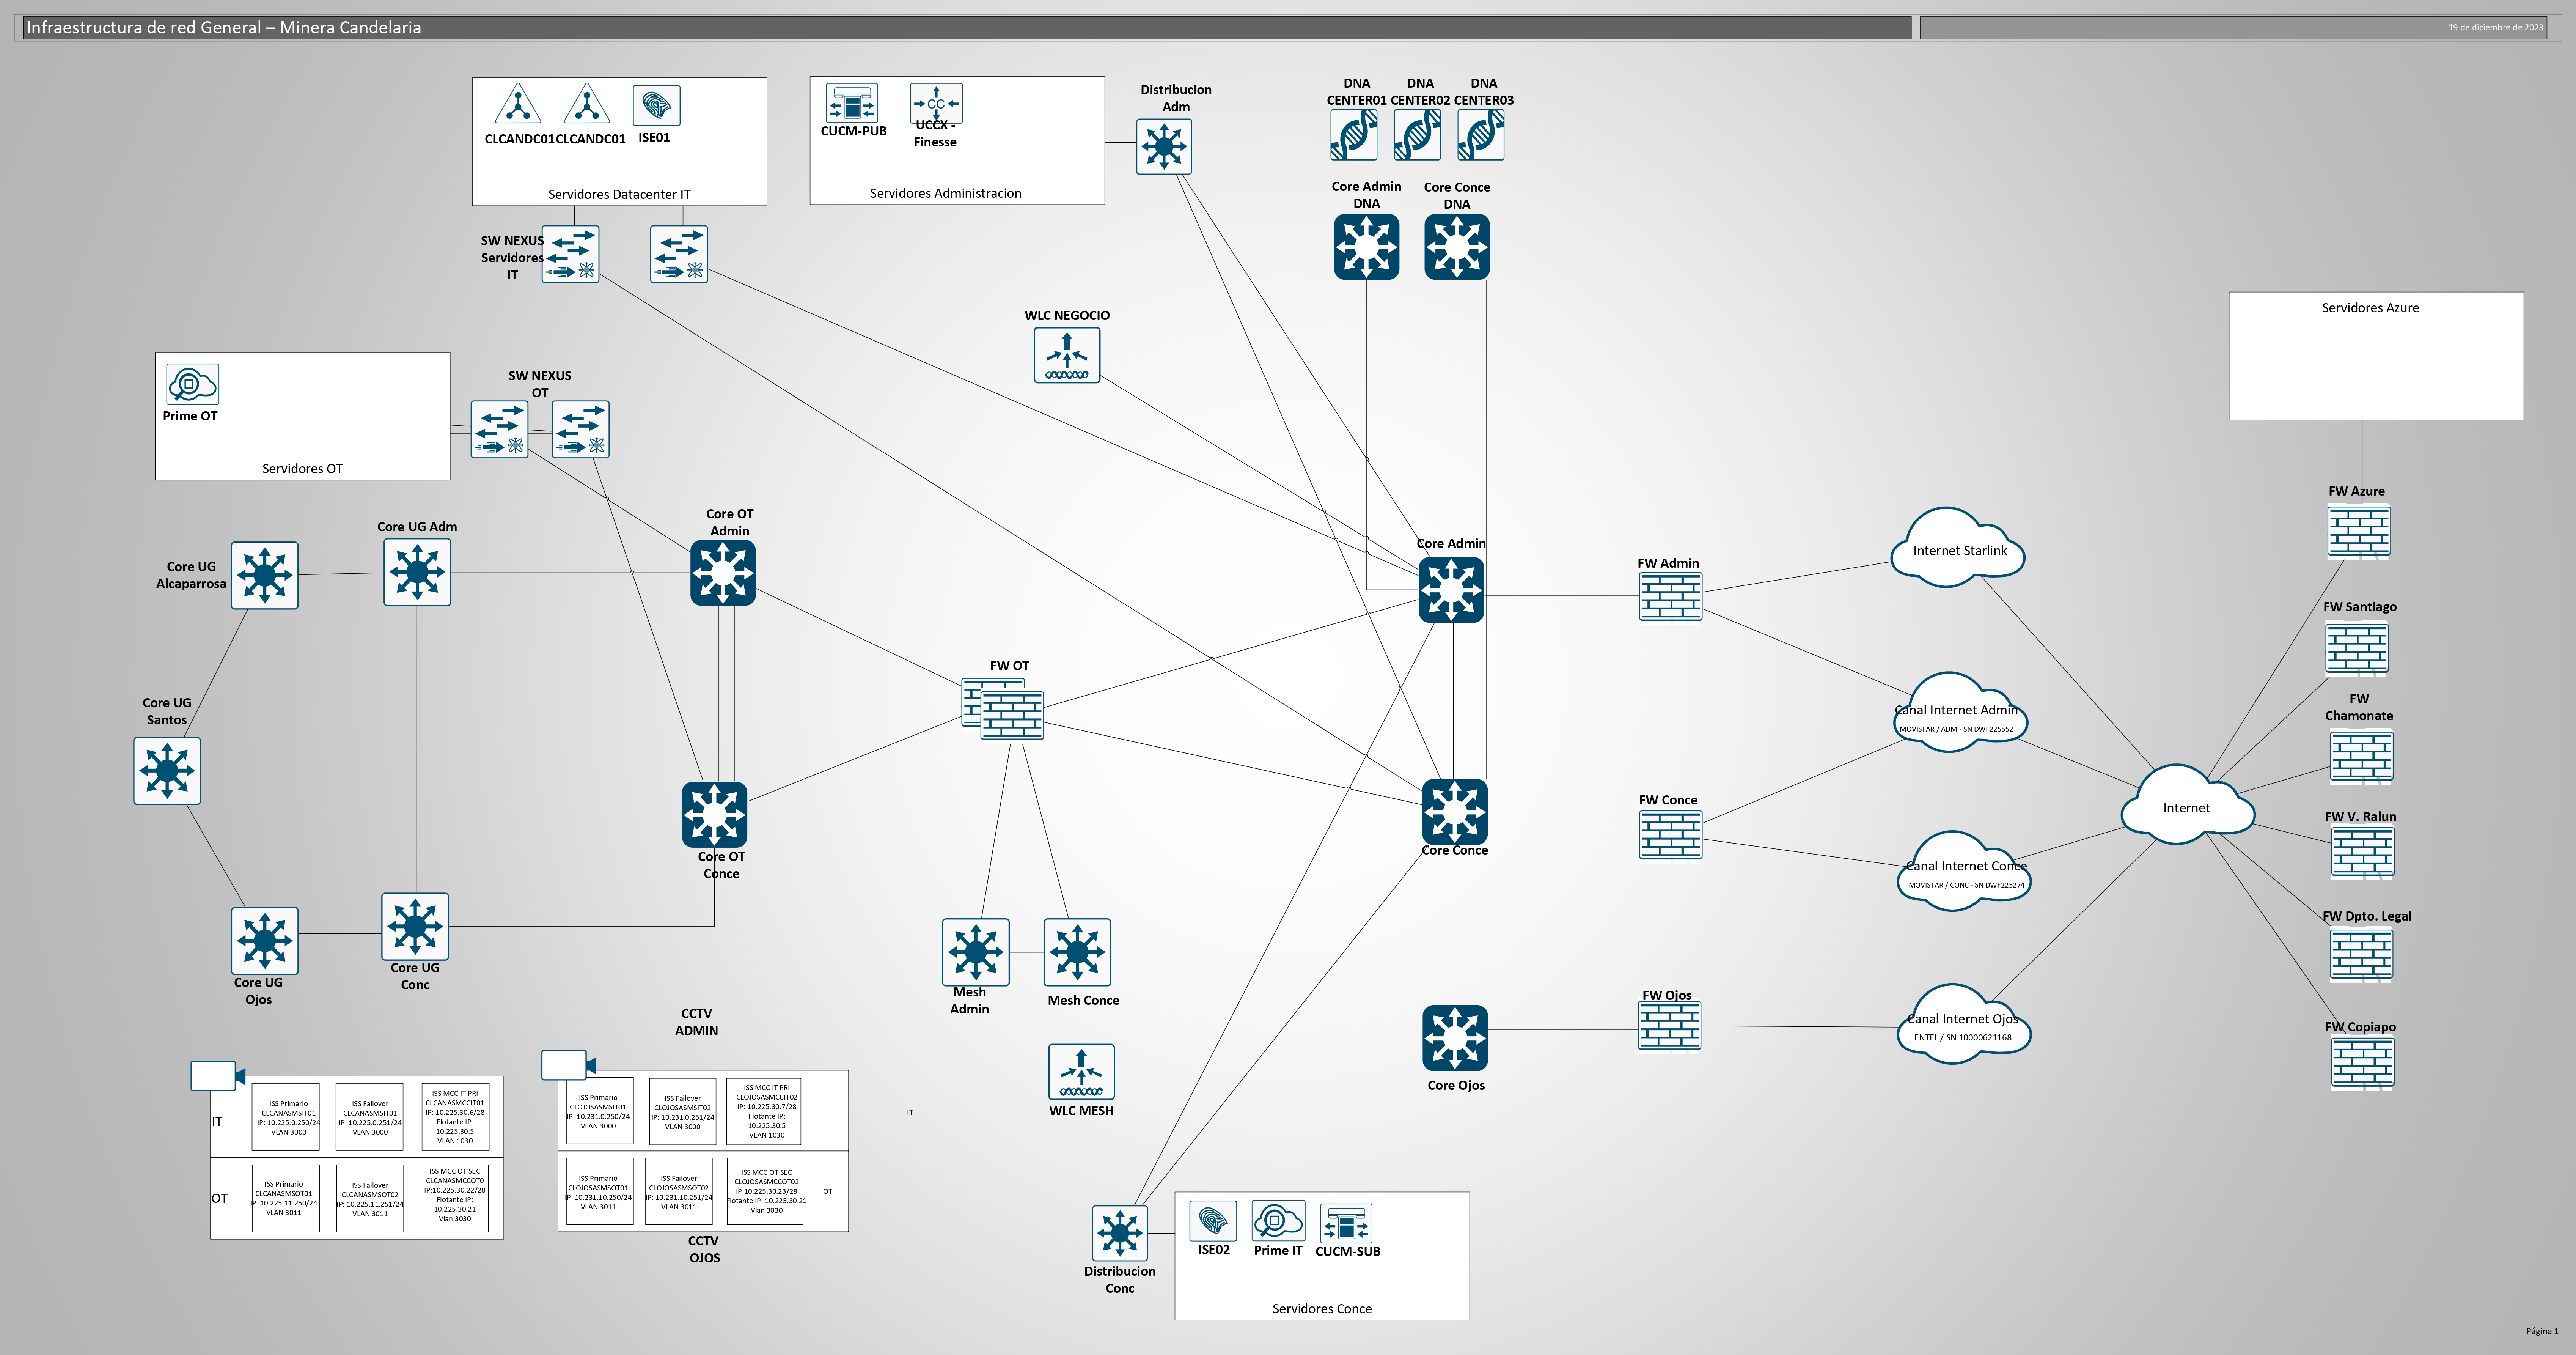 Infraestructura de red General – Minera Candelaria
19 de diciembre de 2023
CLCANDC01
CLCANDC01
ISE01
Servidores Datacenter IT
CUCM-PUB
UCCX -
Finesse
Servidores Administracion
Distribucion
Adm
DNA
CENTER01
DNA
CENTER02
DNA
CENTER03
Core Admin
DNA
Core Conce
DNA
SW NEXUS
Servidores
IT
WLC NEGOCIO
Servidores Azure
Prime OT
Servidores OT
SW NEXUS
OT
Core UG
Alcaparrosa
Core UG Adm
Core OT
Admin
Core Admin
FW Admin
Internet Starlink
FW Azure
FW Santiago
FW OT
Core UG
Santos
Canal Internet Admin
MOVISTAR / ADM - SN DWF225552
FW
Chamonate
Internet
Core OT
Conce
Core Conce
FW Conce
Canal Internet Conce
MOVISTAR / CONC - SN DWF225274
FW V. Ralun
FW Dpto. Legal
Core UG
Ojos
Core UG
Conc
Mesh
Admin
Mesh Conce
WLC MESH
Core Ojos
FW Ojos
Canal Internet Ojos
ENTEL / SN 10000621168
FW Copiapo
CCTV
ADMIN
IT
ISS Primario
CLCANASMSIT01
IP: 10.225.0.250/24
VLAN 3000
ISS Failover
CLCANASMSIT01
IP: 10.225.0.251/24
VLAN 3000
ISS MCC IT PRI
CLCANASMCCIT01
IP: 10.225.30.6/28
Flotante IP:
10.225.30.5
VLAN 1030
OT
ISS Primario
CLCANASMSOT01
IP: 10.225.11.250/24
VLAN 3011
ISS Failover
CLCANASMSOT02
IP: 10.225.11.251/24
VLAN 3011
ISS MCC OT SEC
CLCANASMCCOT0
IP:10.225.30.22/28
Flotante IP:
10.225.30.21
Vlan 3030
ISS Primario
CLOJOSASMSIT01
IP: 10.231.0.250/24
VLAN 3000
ISS Failover
CLOJOSASMSIT02
IP: 10.231.0.251/24
VLAN 3000
ISS MCC IT PRI
CLOJOSASMCCIT02
IP: 10.225.30.7/28
Flotante IP:
10.225.30.5
VLAN 1030
IT
ISS Primario
CLOJOSASMSOT01
IP: 10.231.10.250/24
VLAN 3011
ISS Failover
CLOJOSASMSOT02
IP: 10.231.10.251/24
VLAN 3011
ISS MCC OT SEC
CLOJOSASMCCOT02
IP:10.225.30.23/28
Flotante IP: 10.225.30.21
Vlan 3030
OT
CCTV
OJOS
Distribucion
Conc
ISE02
Prime IT
CUCM-SUB
Servidores Conce
Página 1